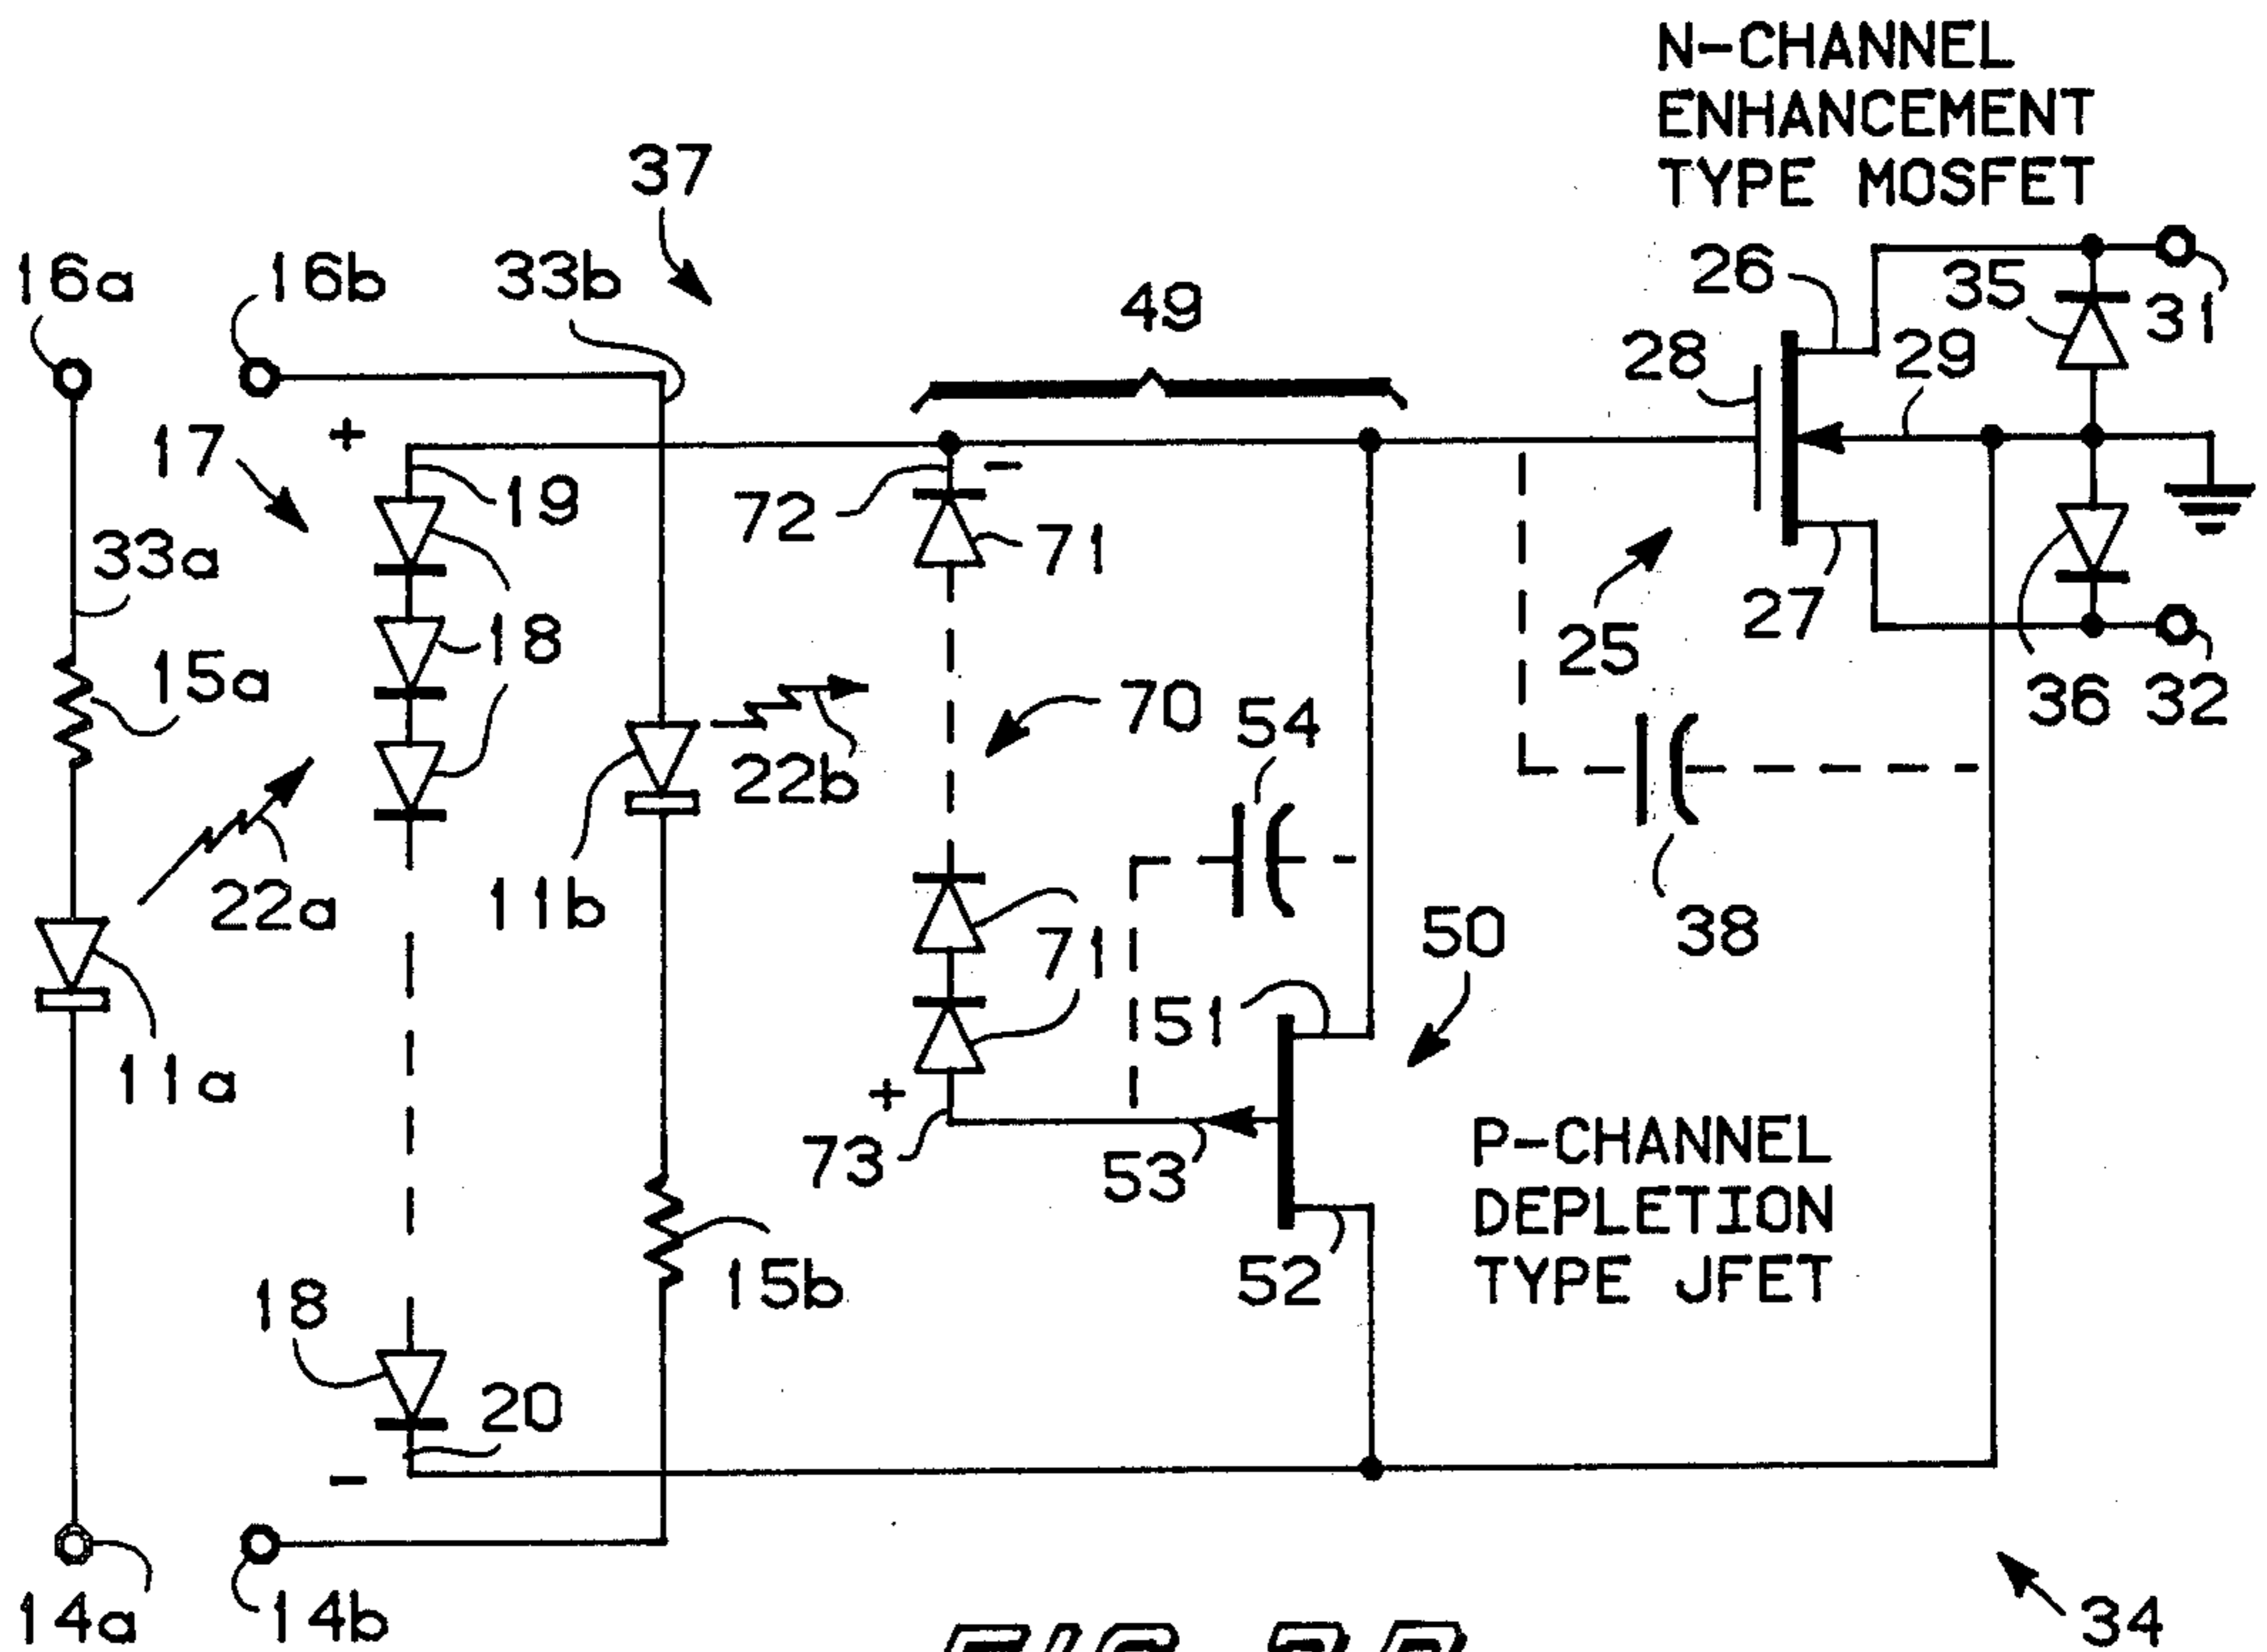 N-CHANNEL
ENHANCEMENT
TYPE MOSFET
37
16a
16b
33b
49
26
35
31
28
29
17
+
19
72
-
71
33a
18
25
27
15a
70
54
36
32
22b
22a
11b
38
50
71
51
11a
+
73
53
P-CHANNEL
DEPLETION
TYPE JFET
52
15b
18
20
-
14a
14b
34